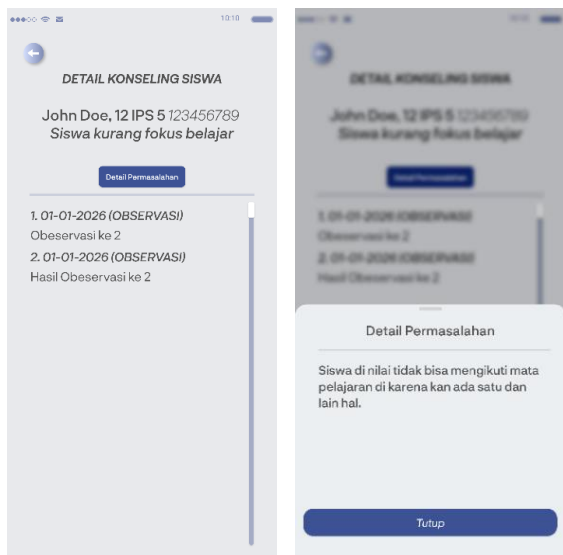 10:10
DETAIL KONSELING SISWA
John Doe, 12 IPS 5 123456789
Siswa kurang fokus belajar
Detail Permasalahan
1. 01-01-2026 (OBSERVASI)
Obeservasi ke 2
2. 01-01-2026 (OBSERVASI)
Hasil Obeservasi ke 2
10:10
DETAIL KONSELING SISWA
John Doe, 12 IPS 5 123456789
Siswa kurang fokus belajar
Detail Permasalahan
1. 01-01-2026 (OBSERVASI)
Obeservasi ke 2
2. 01-01-2026 (OBSERVASI)
Hasil Obeservasi ke 2
Detail Permasalahan
Siswa di nilai tidak bisa mengikuti mata
pelajaran di karena kan ada satu dan
lain hal.
Tutup